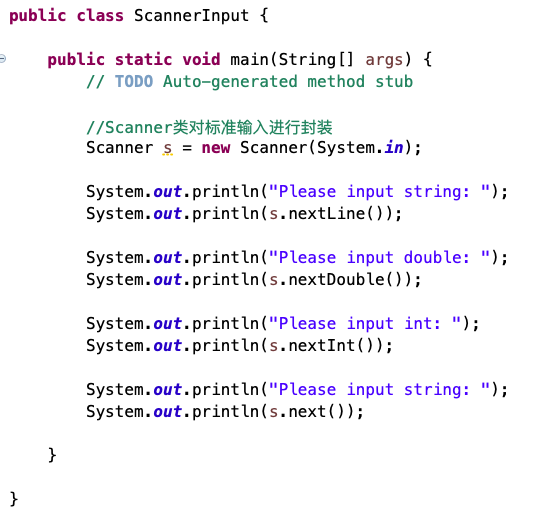 public class ScannerInput {
public static void main(String[] args) {
// TODO Auto-generated method stub
//Scanner类对标准输入进行封装
Scanner s = new Scanner(System.in);
System.out.println("Please input string: ");
System.out.println(s.nextLine());
System.out.println("Please input double: ");
System.out.println(s.nextDouble());
System.out.println("Please input int: ");
System.out.println(s.nextInt());
System.out.println("Please input string: ");
System.out.println(s.next());
}
}